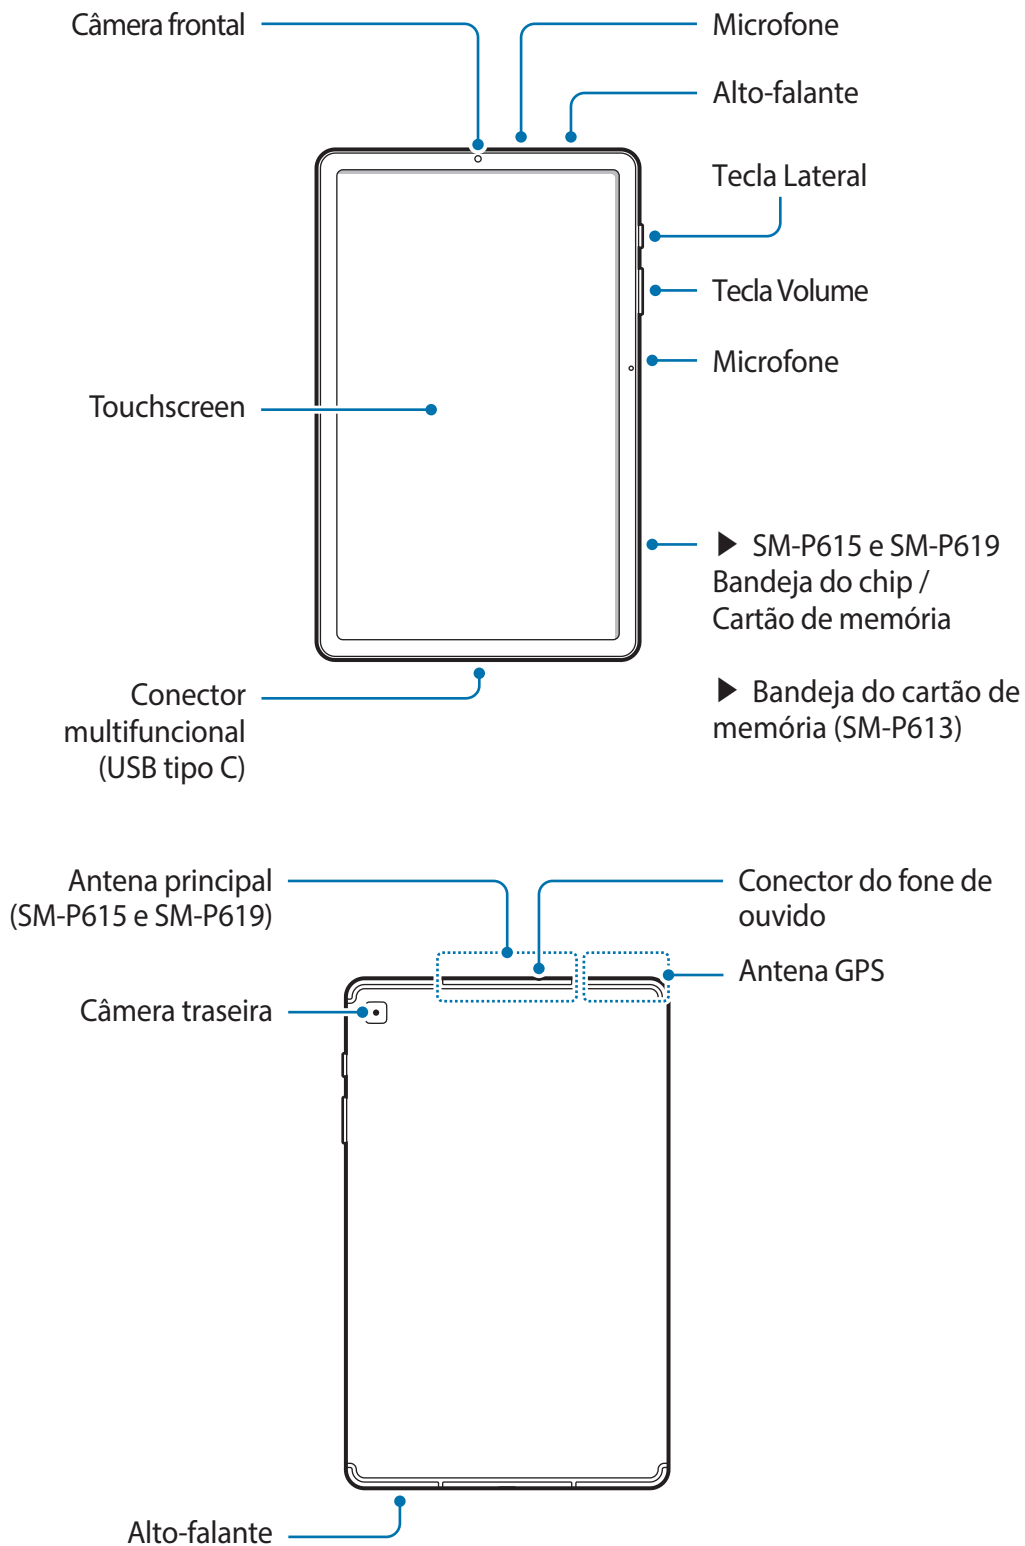 Câmera frontal
Microfone
Alto-falante
Tecla Lateral
Tecla Volume
Microfone
Touchscreen
▶ SM-P615 e SM-P619
Bandeja do chip /
Cartão de memória
▶ Bandeja do cartão de
memória (SM-P613)
Conector
multifuncional
(USB tipo C)
Antena principal
(SM-P615 e SM-P619)
Conector do fone de
ouvido
Antena GPS
Câmera traseira
Alto-falante